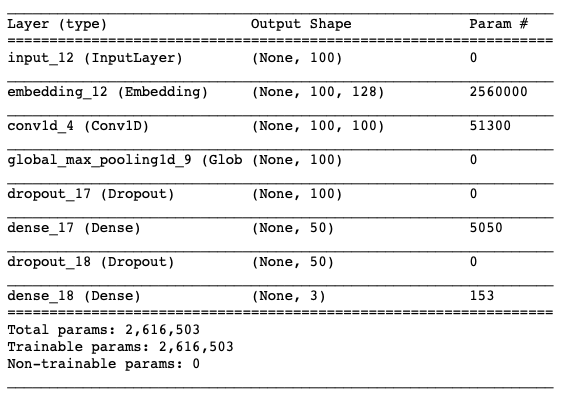 Layer (type) Output Shape Param #
=================================================================
input_12 (InputLayer) (None, 100) 0
embedding_12 (Embedding) (None, 100, 128) 2560000
conv1d_4 (Conv1D) (None, 100, 100) 51300
global_max_pooling1d_9 (Glob (None, 100) 0
dropout_17 (Dropout) (None, 100) 0
dense_17 (Dense) (None, 50) 5050
dropout_18 (Dropout) (None, 50) 0
dense_18 (Dense) (None, 3) 153
=================================================================
Total params: 2,616,503
Trainable params: 2,616,503
Non-trainable params: 0